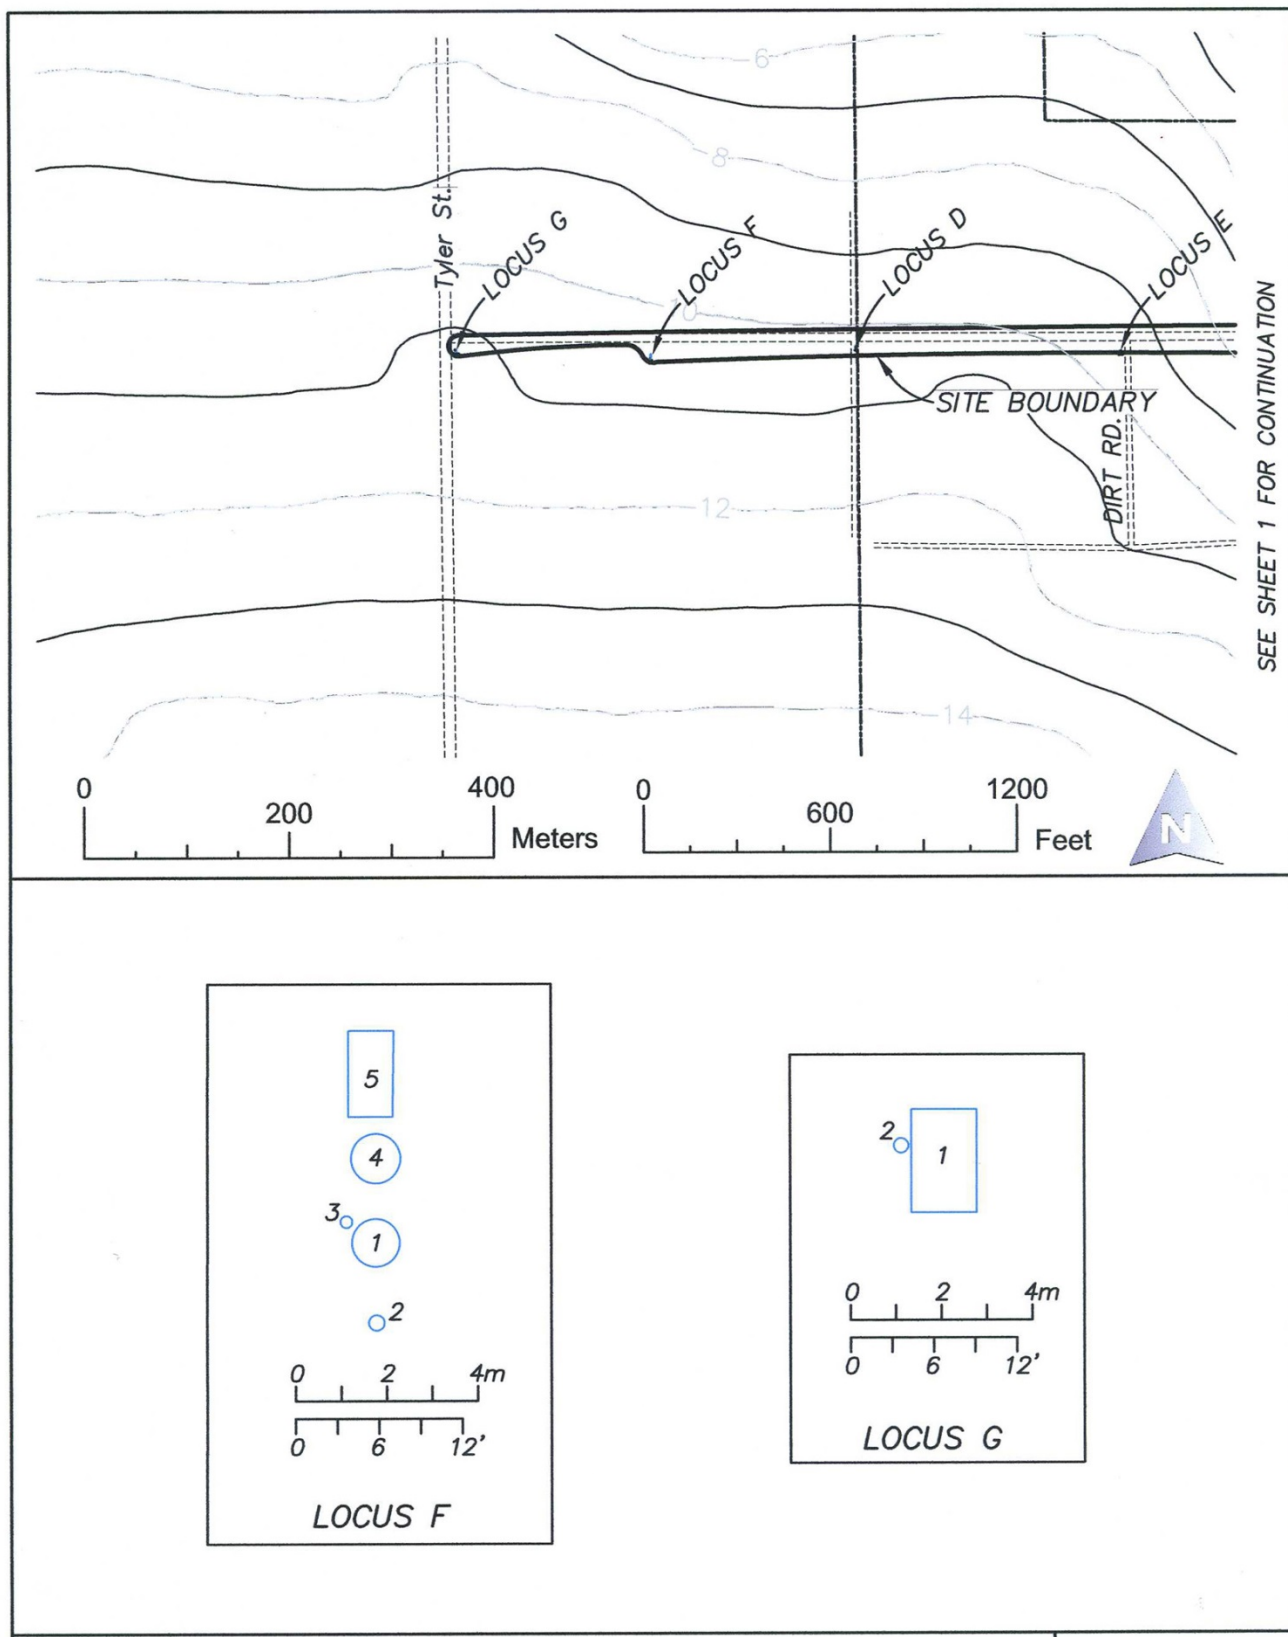 6
8
Tyler St.
LOCUS G
LOCUS F
LOCUS D
LOCUS E
10
SITE BOUNDARY
DIRT RD.
12
14
SEE SHEET 1 FOR CONTINUATION
0 200 400 Meters
0 600 1200 Feet
N
5
4
3
1
2
0 2 4m
0 6 12'
LOCUS F
2
1
0 2 4m
0 6 12'
LOCUS G